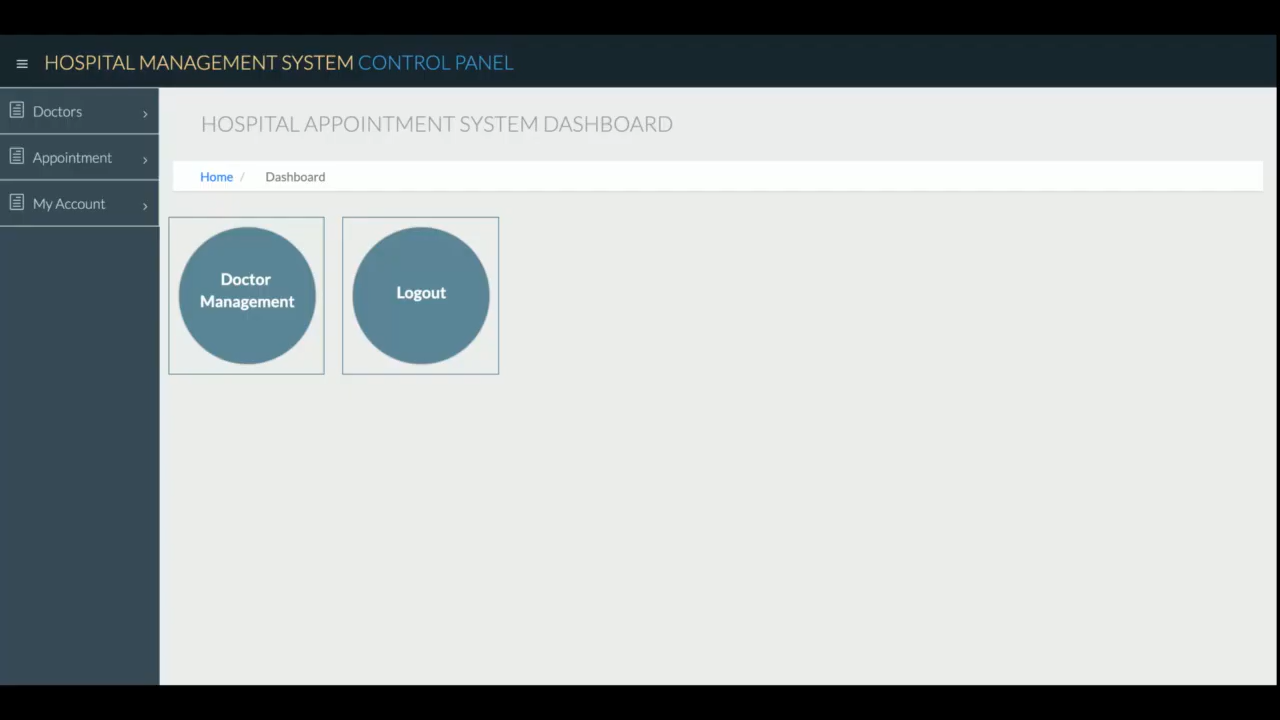 HOSPITAL MANAGEMENT SYSTEM CONTROL PANEL
Doctors
Appointment
My Account
HOSPITAL APPOINTMENT SYSTEM DASHBOARD
Home / Dashboard
Doctor
Management
Logout